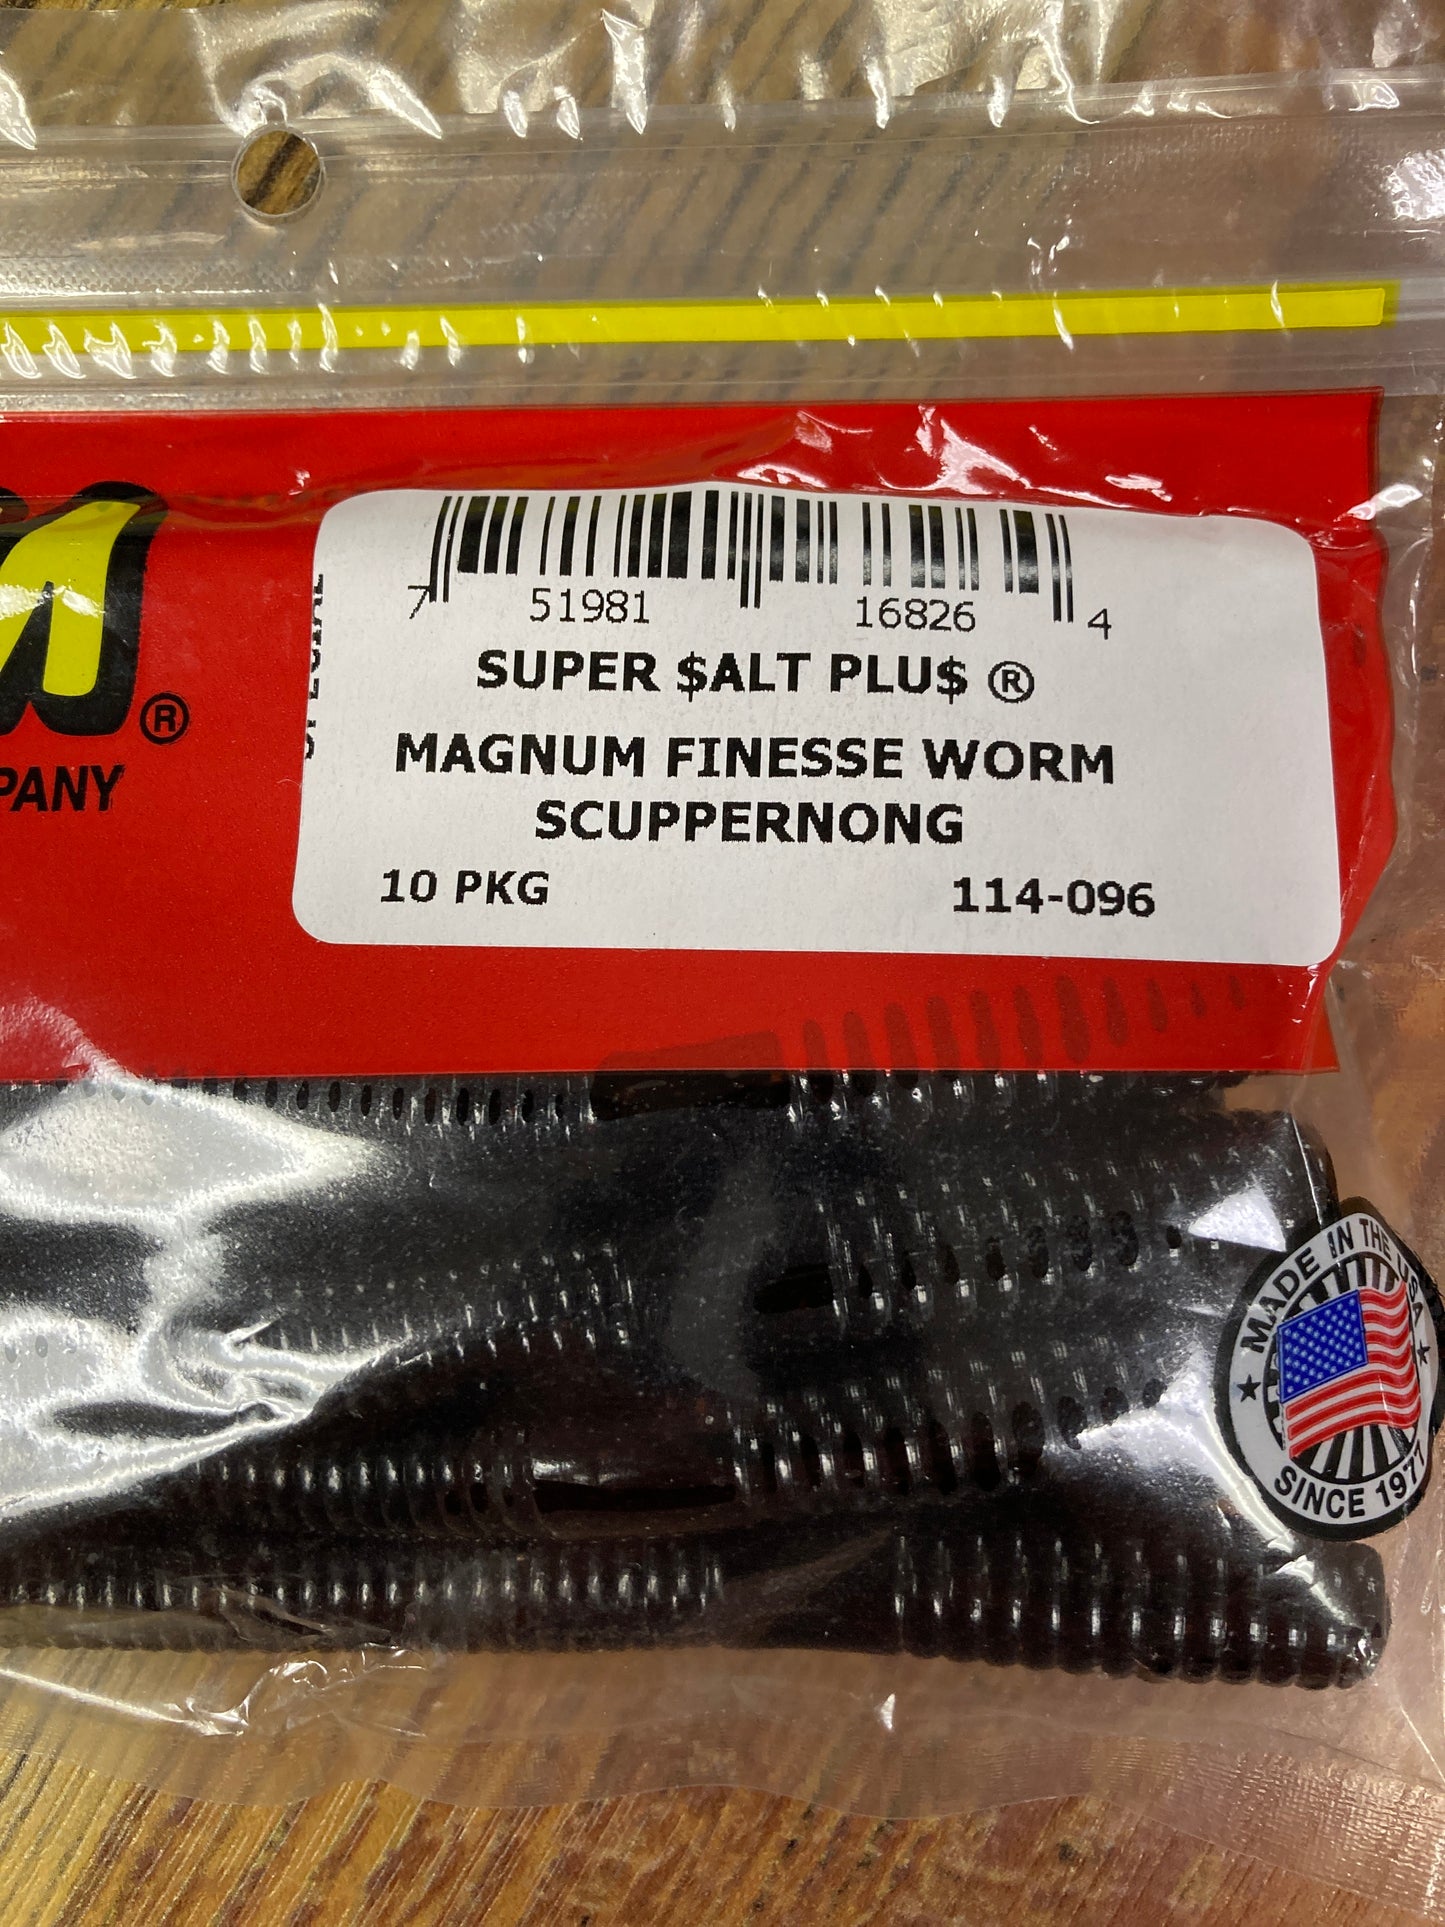 7 51981 16826 4
SUPER $ALT PLU$ ®
MAGNUM FINESSE WORM
SCUPPERNONG
10 PKG 114-096
®
PANY
MADE IN THE USA
SINCE 1977